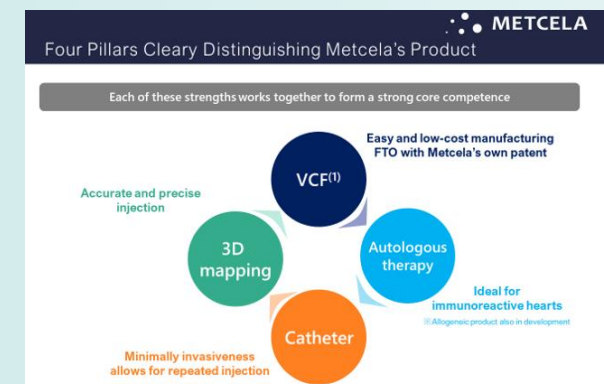 METCELA
Four Pillars Cleary Distinguishing Metcela's Product
Each of these strengths works together to form a strong core competence
Easy and low-cost manufacturing
FTO with Metcela's own patent
VCF(1)
Accurate and precise
injection
3D
mapping
Autologous
therapy
Ideal for
immunoreactive hearts
※Allogeneic product also in development
Catheter
Minimally invasiveness
allows for repeated injection